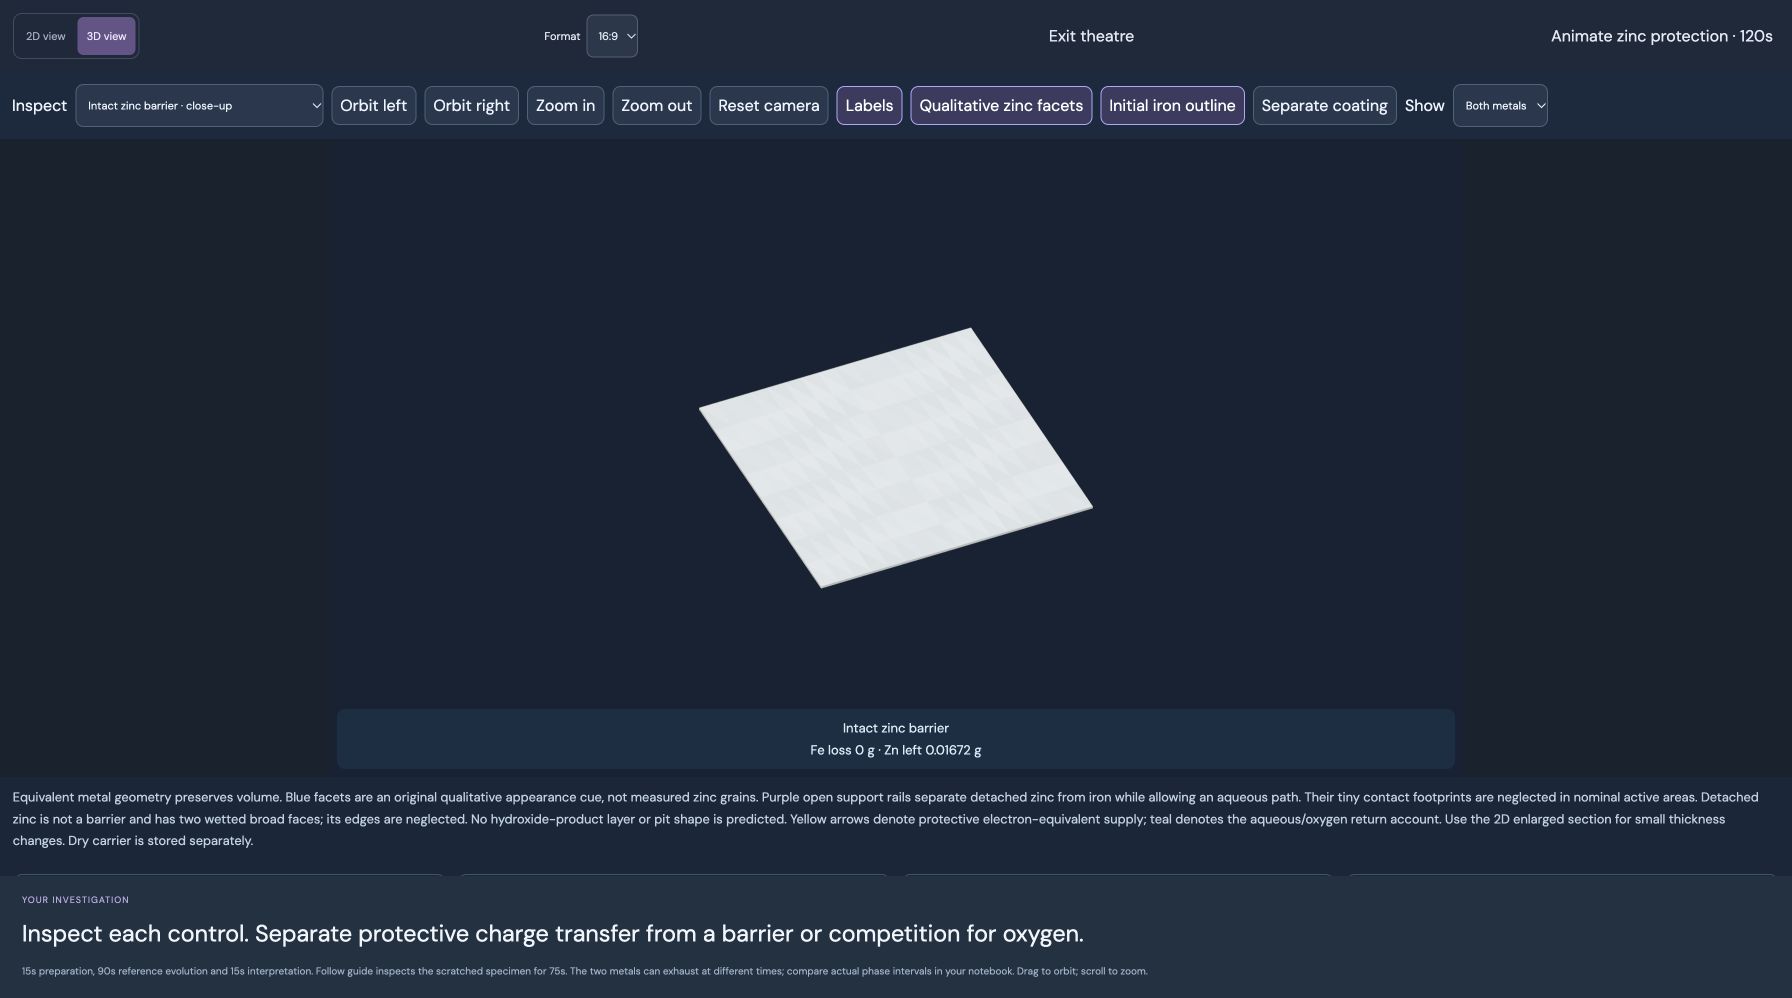 2D view 3D view Format 16:9 Exit theatre Animate zinc protection · 120s
Inspect Intact zinc barrier · close-up Orbit left Orbit right Zoom in Zoom out Reset camera Labels Qualitative zinc facets Initial iron outline Separate coating Show Both metals
Intact zinc barrier
Fe loss 0 g · Zn left 0.01672 g
Equivalent metal geometry preserves volume. Blue facets are an original qualitative appearance cue, not measured zinc grains. Purple open support rails separate detached zinc from iron while allowing an aqueous path. Their tiny contact footprints are neglected in nominal active areas. Detached
zinc is not a barrier and has two wetted broad faces; its edges are neglected. No hydroxide-product layer or pit shape is predicted. Yellow arrows denote protective electron-equivalent supply; teal denotes the aqueous/oxygen return account. Use the 2D enlarged section for small thickness
changes. Dry carrier is stored separately.
YOUR INVESTIGATION
Inspect each control. Separate protective charge transfer from a barrier or competition for oxygen.
15s preparation, 90s reference evolution and 15s interpretation. Follow guide inspects the scratched specimen for 75s. The two metals can exhaust at different times; compare actual phase intervals in your notebook. Drag to orbit; scroll to zoom.